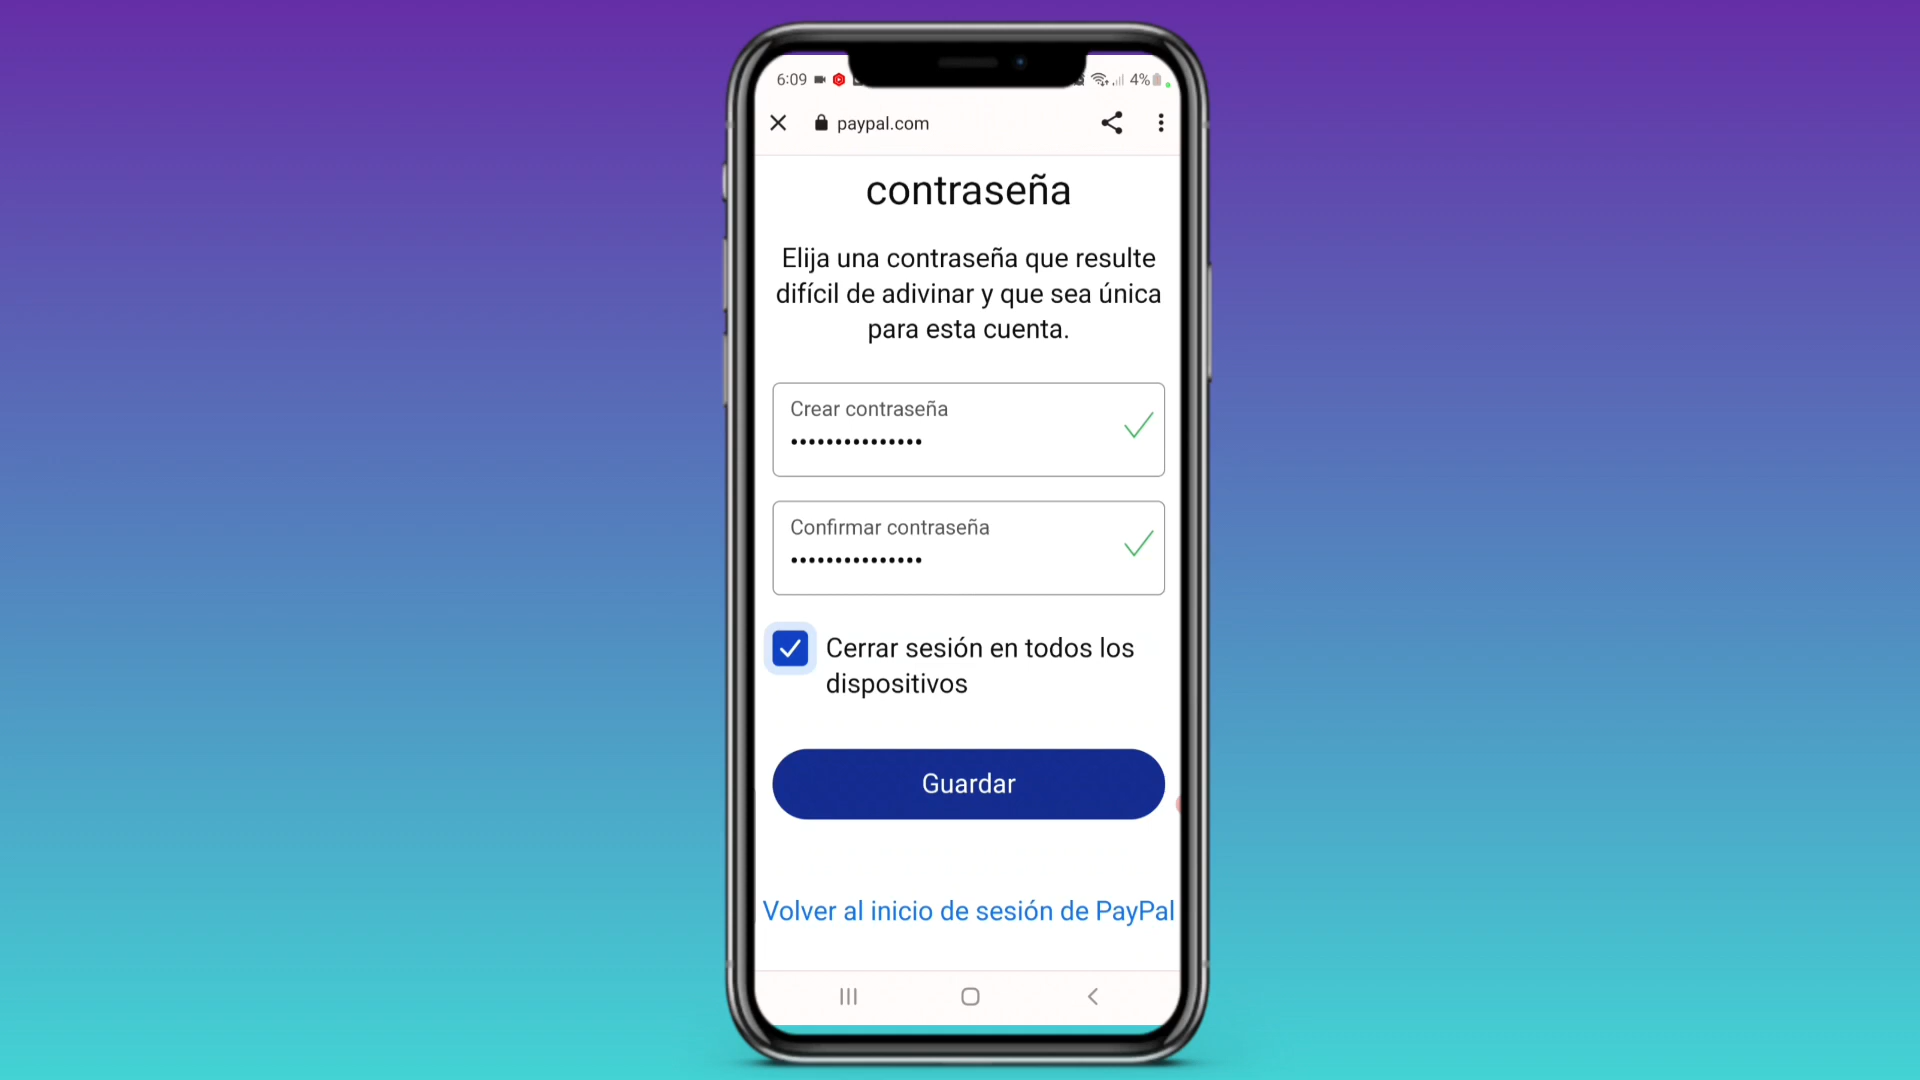 6:09
4%
paypal.com
contraseña
Elija una contraseña que resulte
difícil de adivinar y que sea única
para esta cuenta.
Crear contraseña
•••••••••••••••
Confirmar contraseña
•••••••••••••••
Cerrar sesión en todos los
dispositivos
Guardar
Volver al inicio de sesión de PayPal